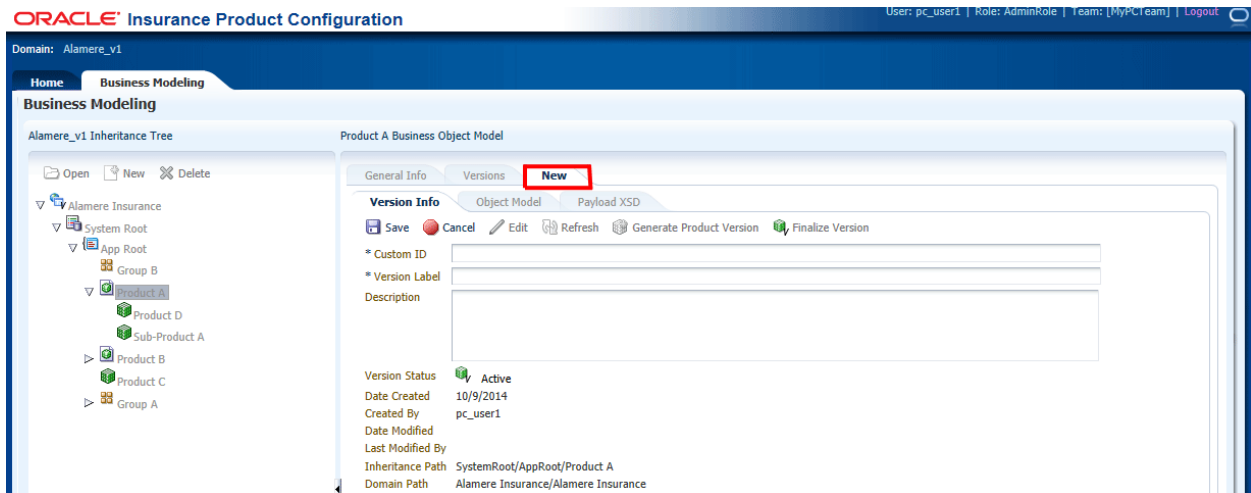 ORACLE Insurance Product Configuration
User: pc_user1 | Role: AdminRole | Team: [MyPCTeam] | Logout
Domain: Alamere_v1
Home Business Modeling
Business Modeling
Alamere_v1 Inheritance Tree
Product A Business Object Model
Open New Delete
General Info Versions New
Version Info Object Model Payload XSD
Save Cancel Edit Refresh Generate Product Version Finalize Version
Alamere Insurance
System Root
App Root
Group B
Product A
Product D
Sub-Product A
Product B
Product C
Group A
* Custom ID
* Version Label
Description
Version Status Active
Date Created 10/9/2014
Created By pc_user1
Date Modified
Last Modified By
Inheritance Path SystemRoot/AppRoot/Product A
Domain Path Alamere Insurance/Alamere Insurance